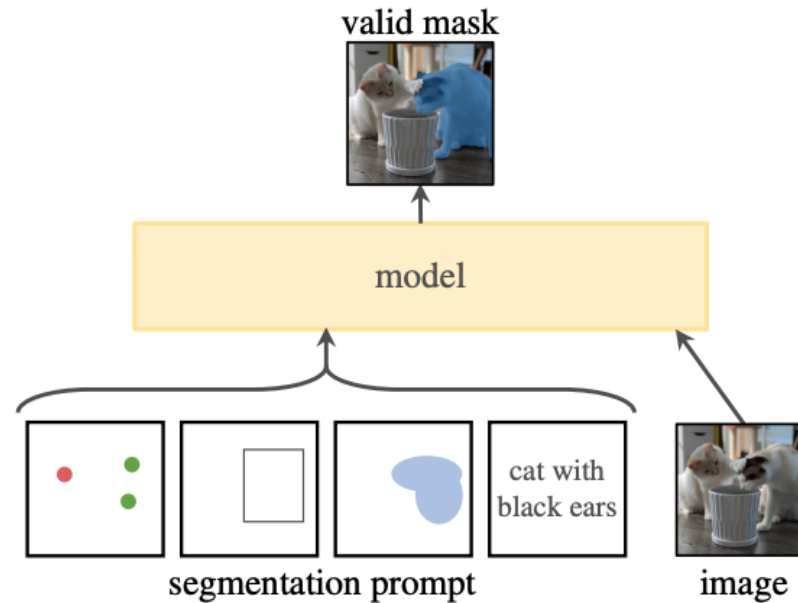 valid mask
model
cat with
black ears
segmentation prompt
image